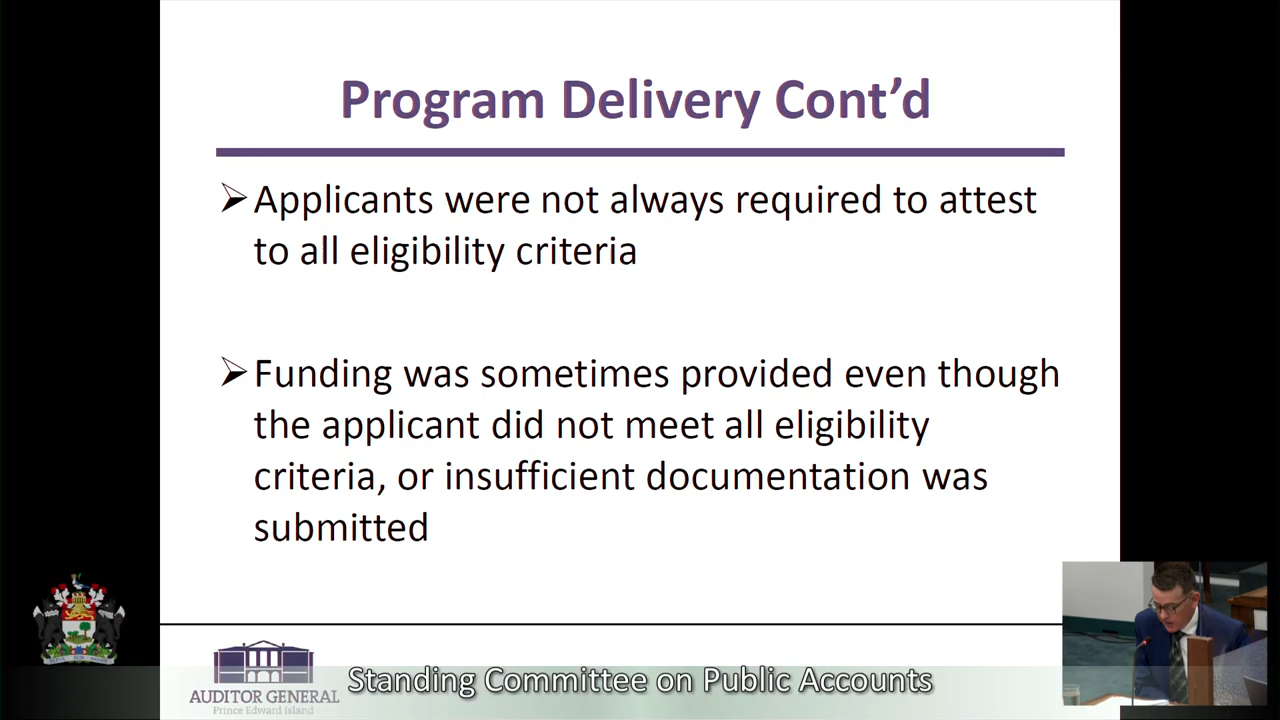 Program Delivery Cont’d
➢Applicants were not always required to attest
to all eligibility criteria
➢Funding was sometimes provided even though
the applicant did not meet all eligibility
criteria, or insufficient documentation was
submitted
AUDITOR GENERAL
Prince Edward Island
Standing Committee on Public Accounts